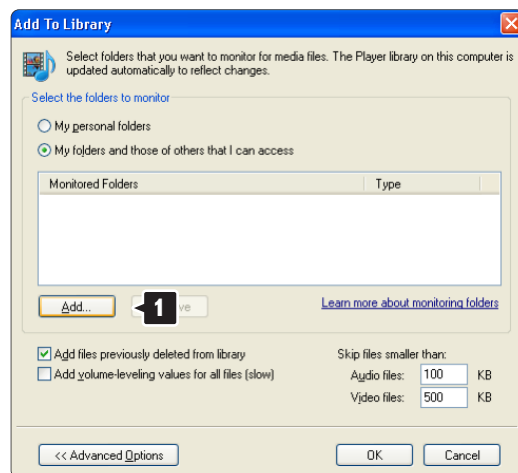 Add To Library
Select folders that you want to monitor for media files. The Player library on this computer is
updated automatically to reflect changes.
Select the folders to monitor
My personal folders
My folders and those of others that I can access
Monitored Folders Type
Add... 1 Learn more about monitoring folders
Add files previously deleted from library
Add volume-leveling values for all files (slow)
Skip files smaller than:
Audio files: 100 KB
Video files: 500 KB
<< Advanced Options OK Cancel